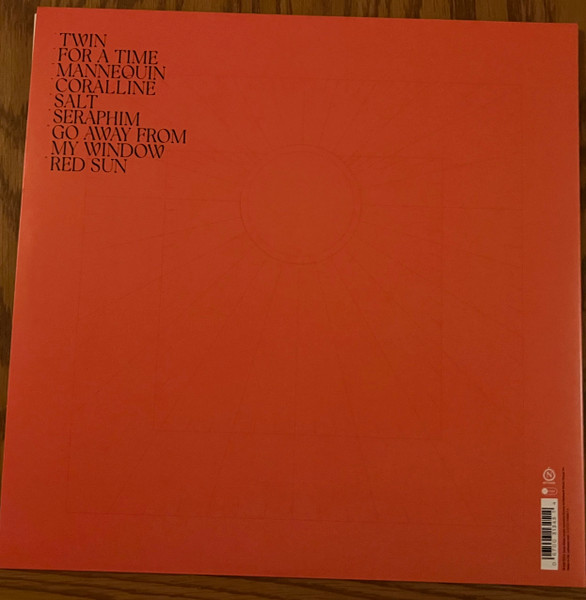 TWIN
FOR A TIME
MANNEQUIN
CORALLINE
SALT
SERAPHIM
GO AWAY FROM
MY WINDOW
RED SUN